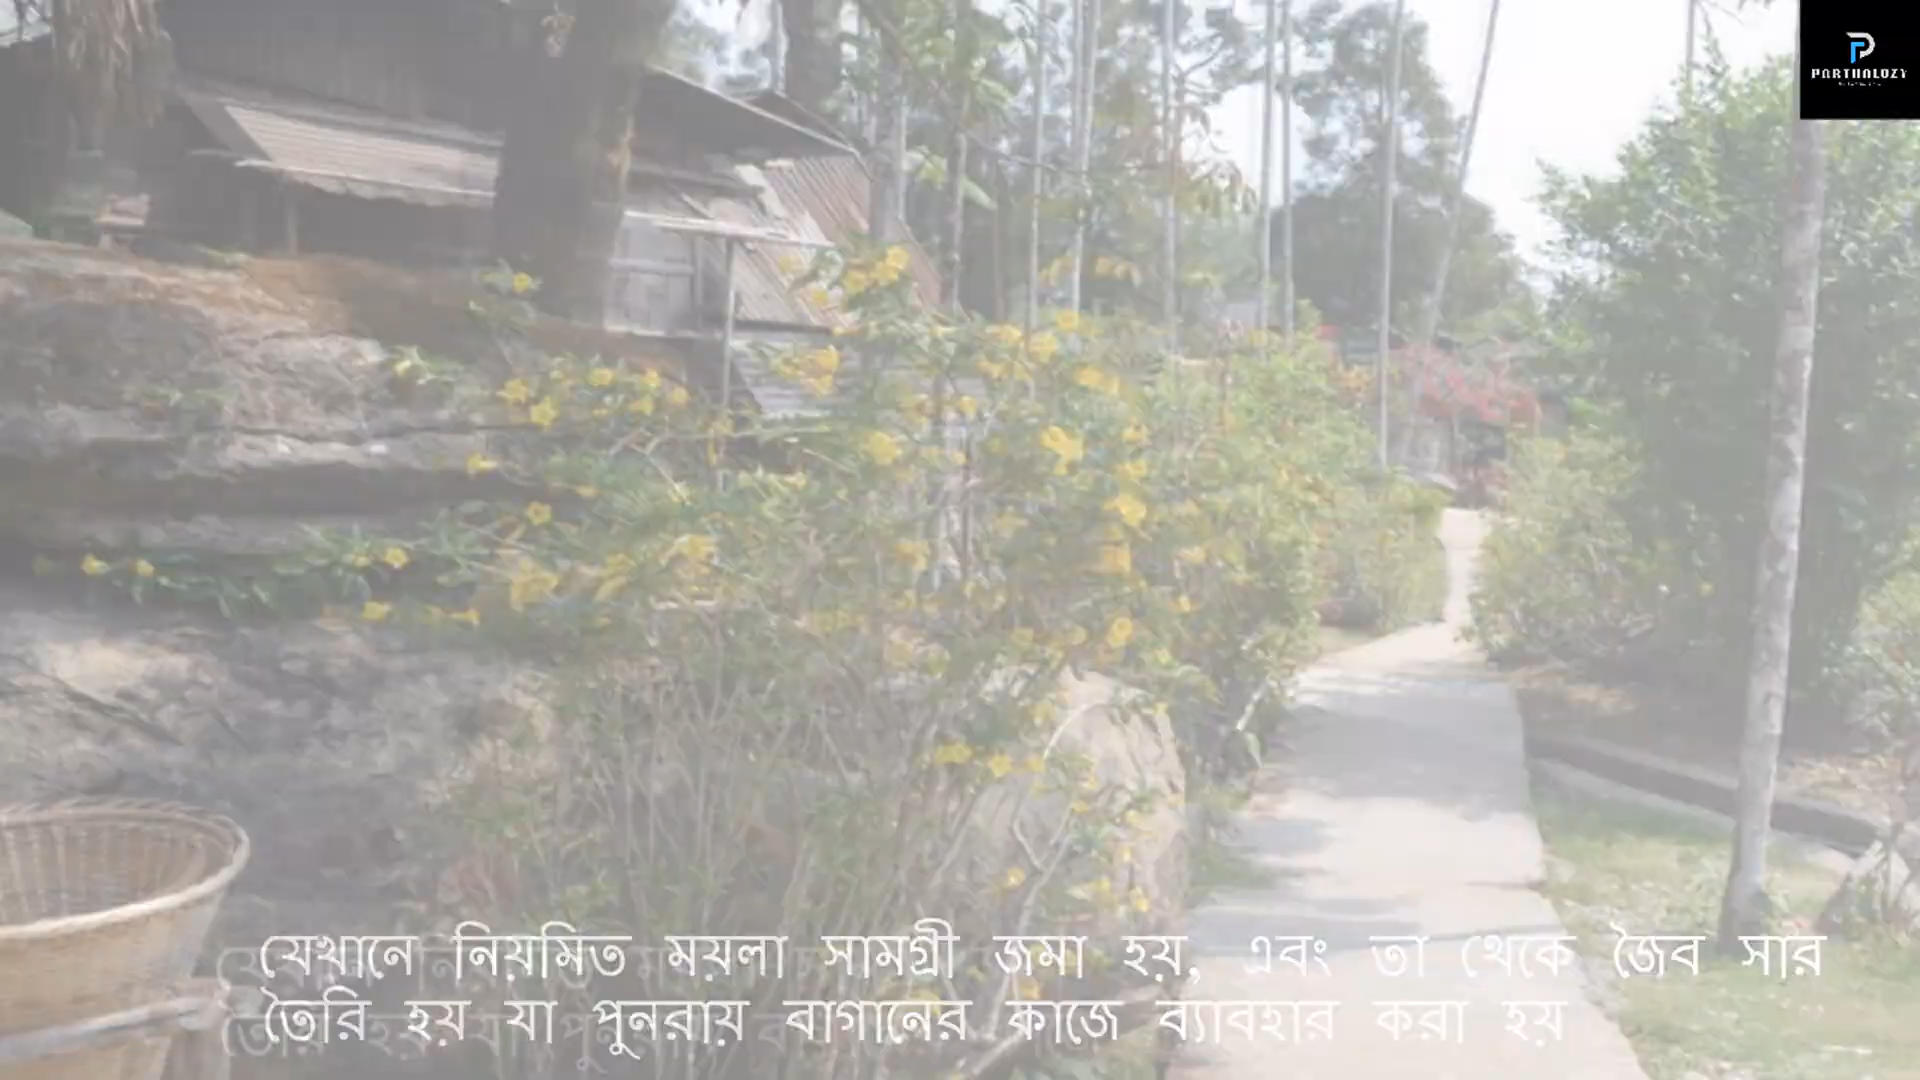 PARTHALOZY
যেখানে নিয়মিত ময়লা সামগ্রী জমা হয়, এবং তা থেকে জৈব সার
তৈরি হয় যা পুনরায় বাগানের কাজে ব্যাবহার করা হয়